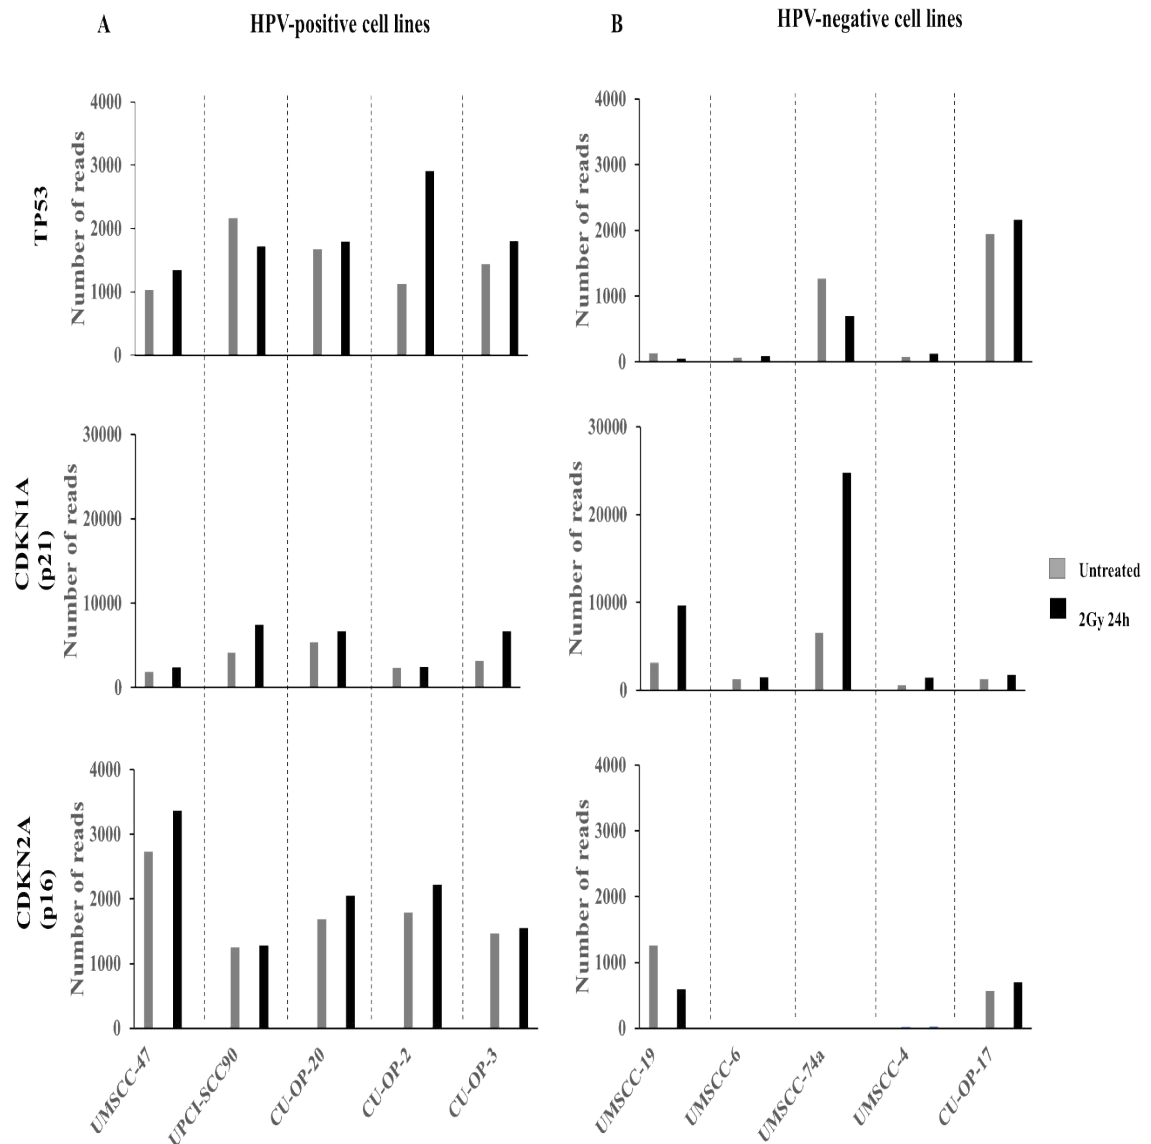 A
HPV-positive cell lines
B
HPV-negative cell lines
TP53
Number of reads
4000
3000
2000
1000
0
Number of reads
4000
3000
2000
1000
0
CDKN1A
(p21)
Number of reads
30000
20000
10000
0
Number of reads
30000
20000
10000
0
Untreated
2Gy 24h
CDKN2A
(p16)
Number of reads
4000
3000
2000
1000
0
Number of reads
4000
3000
2000
1000
0
UMSCC-47
UPC1-SCC90
CU-OP-20
CU-OP-2
CU-OP-3
UMSCC-19
UMSCC-6
UMSCC-74a
UMSCC-4
CU-OP-17